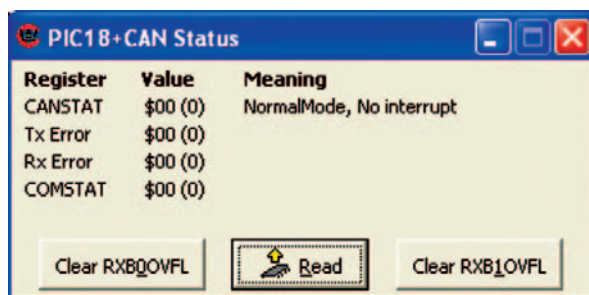 PIC18+CAN Status
Register Value Meaning
CANSTAT $00 (0) NormalMode, No interrupt
Tx Error $00 (0)
Rx Error $00 (0)
COMSTAT $00 (0)
Clear RXB0OVFL Read Clear RXB1OVFL